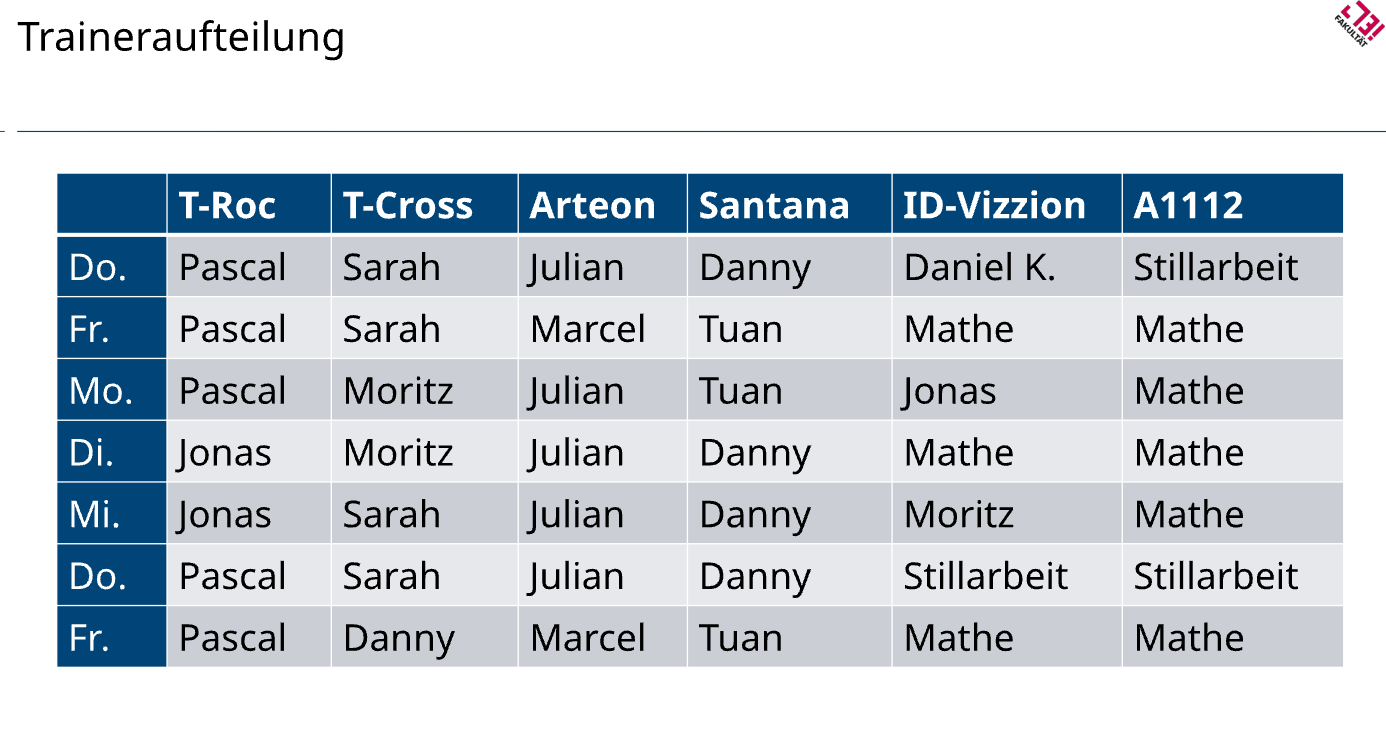 Traineraufteilung
FAKULTÄT
T-Roc T-Cross Arteon Santana ID-Vizzion A1112
Do. Pascal Sarah Julian Danny Daniel K. Stillarbeit
Fr. Pascal Sarah Marcel Tuan Mathe Mathe
Mo. Pascal Moritz Julian Tuan Jonas Mathe
Di. Jonas Moritz Julian Danny Mathe Mathe
Mi. Jonas Sarah Julian Danny Moritz Mathe
Do. Pascal Sarah Julian Danny Stillarbeit Stillarbeit
Fr. Pascal Danny Marcel Tuan Mathe Mathe